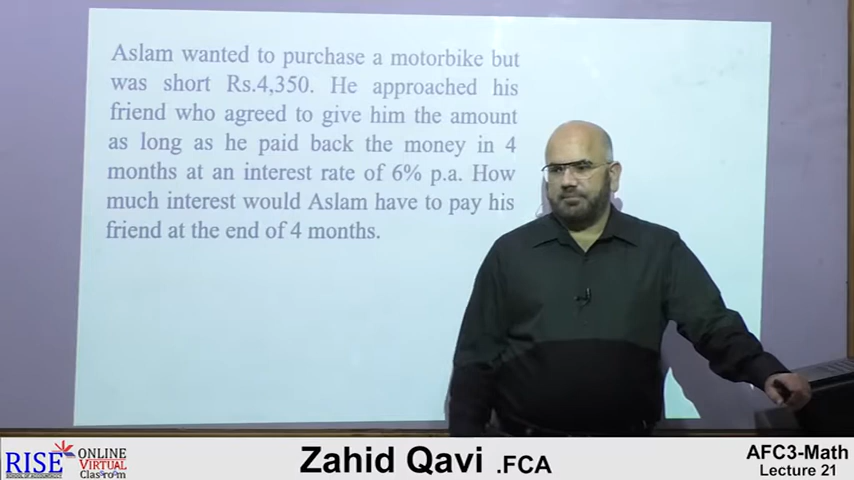 Aslam wanted to purchase a motorbike but
was short Rs.4,350. He approached his
friend who agreed to give him the amount
as long as he paid back the money in 4
months at an interest rate of 6% p.a. How
much interest would Aslam have to pay his
friend at the end of 4 months.
RISE
SCHOOL OF ACCOUNTANCY
ONLINE
VIRTUAL
Classroom
Zahid Qavi .FCA
AFC3-Math
Lecture 21